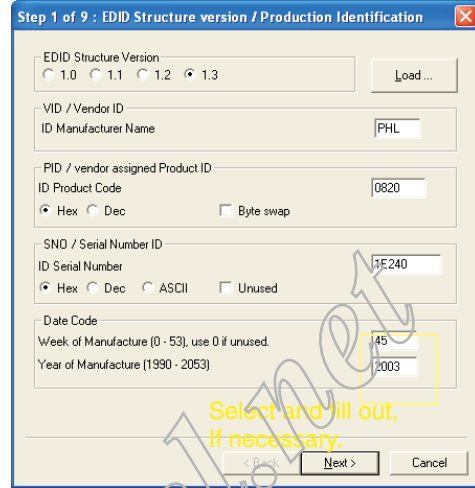 Step 1 of 9 : EDID Structure version / Production Identification
EDID Structure Version
1.0 1.1 1.2 1.3
Load ...
VID / Vendor ID
ID Manufacturer Name PHL
PID / vendor assigned Product ID
ID Product Code 0820
Hex Dec Byte swap
SNO / Serial Number ID
ID Serial Number 1E240
Hex Dec ASCII Unused
Date Code
Week of Manufacture (0 - 53), use 0 if unused. 45
Year of Manufacture (1990 - 2053) 2003
Select and fill out,
If necessary.
< Back Next > Cancel